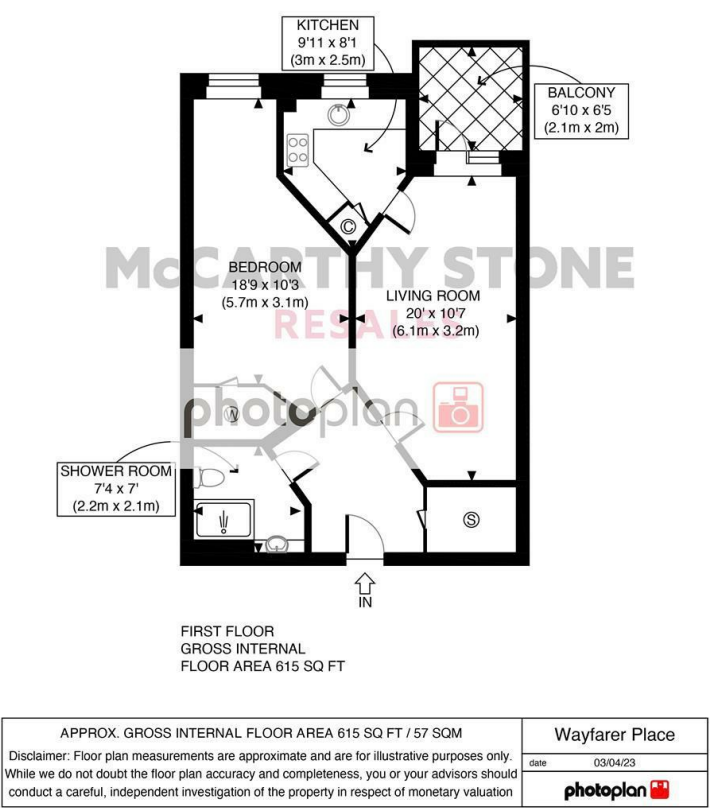 KITCHEN
9'11 x 8'1
(3m x 2.5m)
BALCONY
6'10 x 6'5
(2.1m x 2m)
C
McCARTHY STONE
RESALES
BEDROOM
18'9 x 10'3
(5.7m x 3.1m)
LIVING ROOM
20' x 10'7
(6.1m x 3.2m)
W
photoplan
SHOWER ROOM
7'4 x 7'
(2.2m x 2.1m)
S
IN
FIRST FLOOR
GROSS INTERNAL
FLOOR AREA 615 SQ FT
APPROX. GROSS INTERNAL FLOOR AREA 615 SQ FT / 57 SQM
Disclaimer: Floor plan measurements are approximate and are for illustrative purposes only.
While we do not doubt the floor plan accuracy and completeness, you or your advisors should
conduct a careful, independent investigation of the property in respect of monetary valuation
Wayfarer Place
date 03/04/23
photoplan